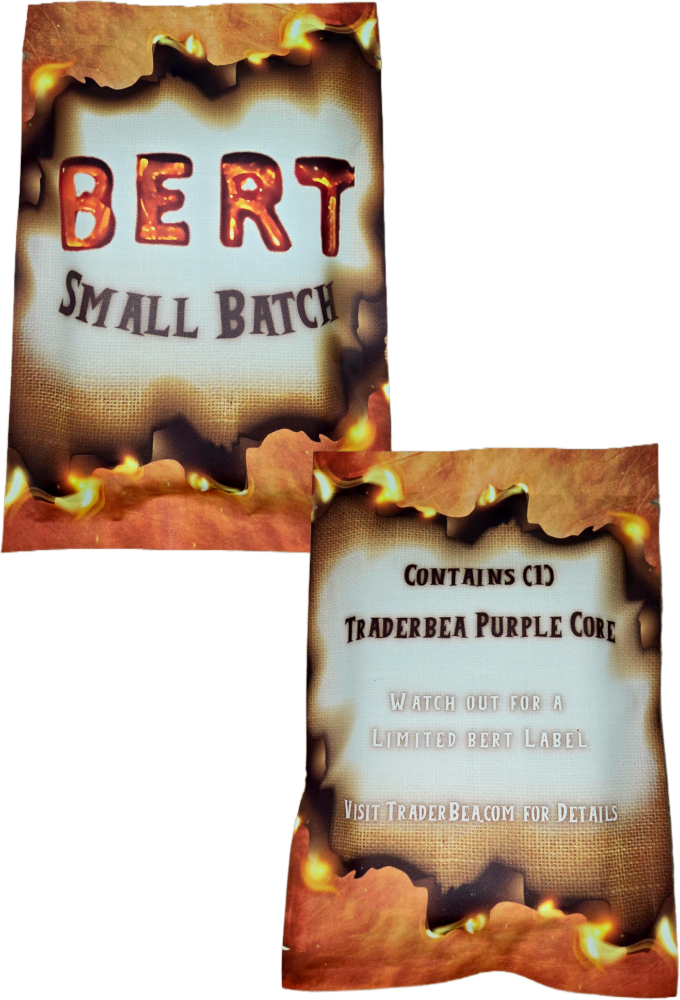 BERT
SMALL BATCH
CONTAINS (1)
TRADERBEA PURPLE CORE
WATCH OUT FOR A
LIMITED BERT LABEL
VISIT TRADERBEA.COM FOR DETAILS